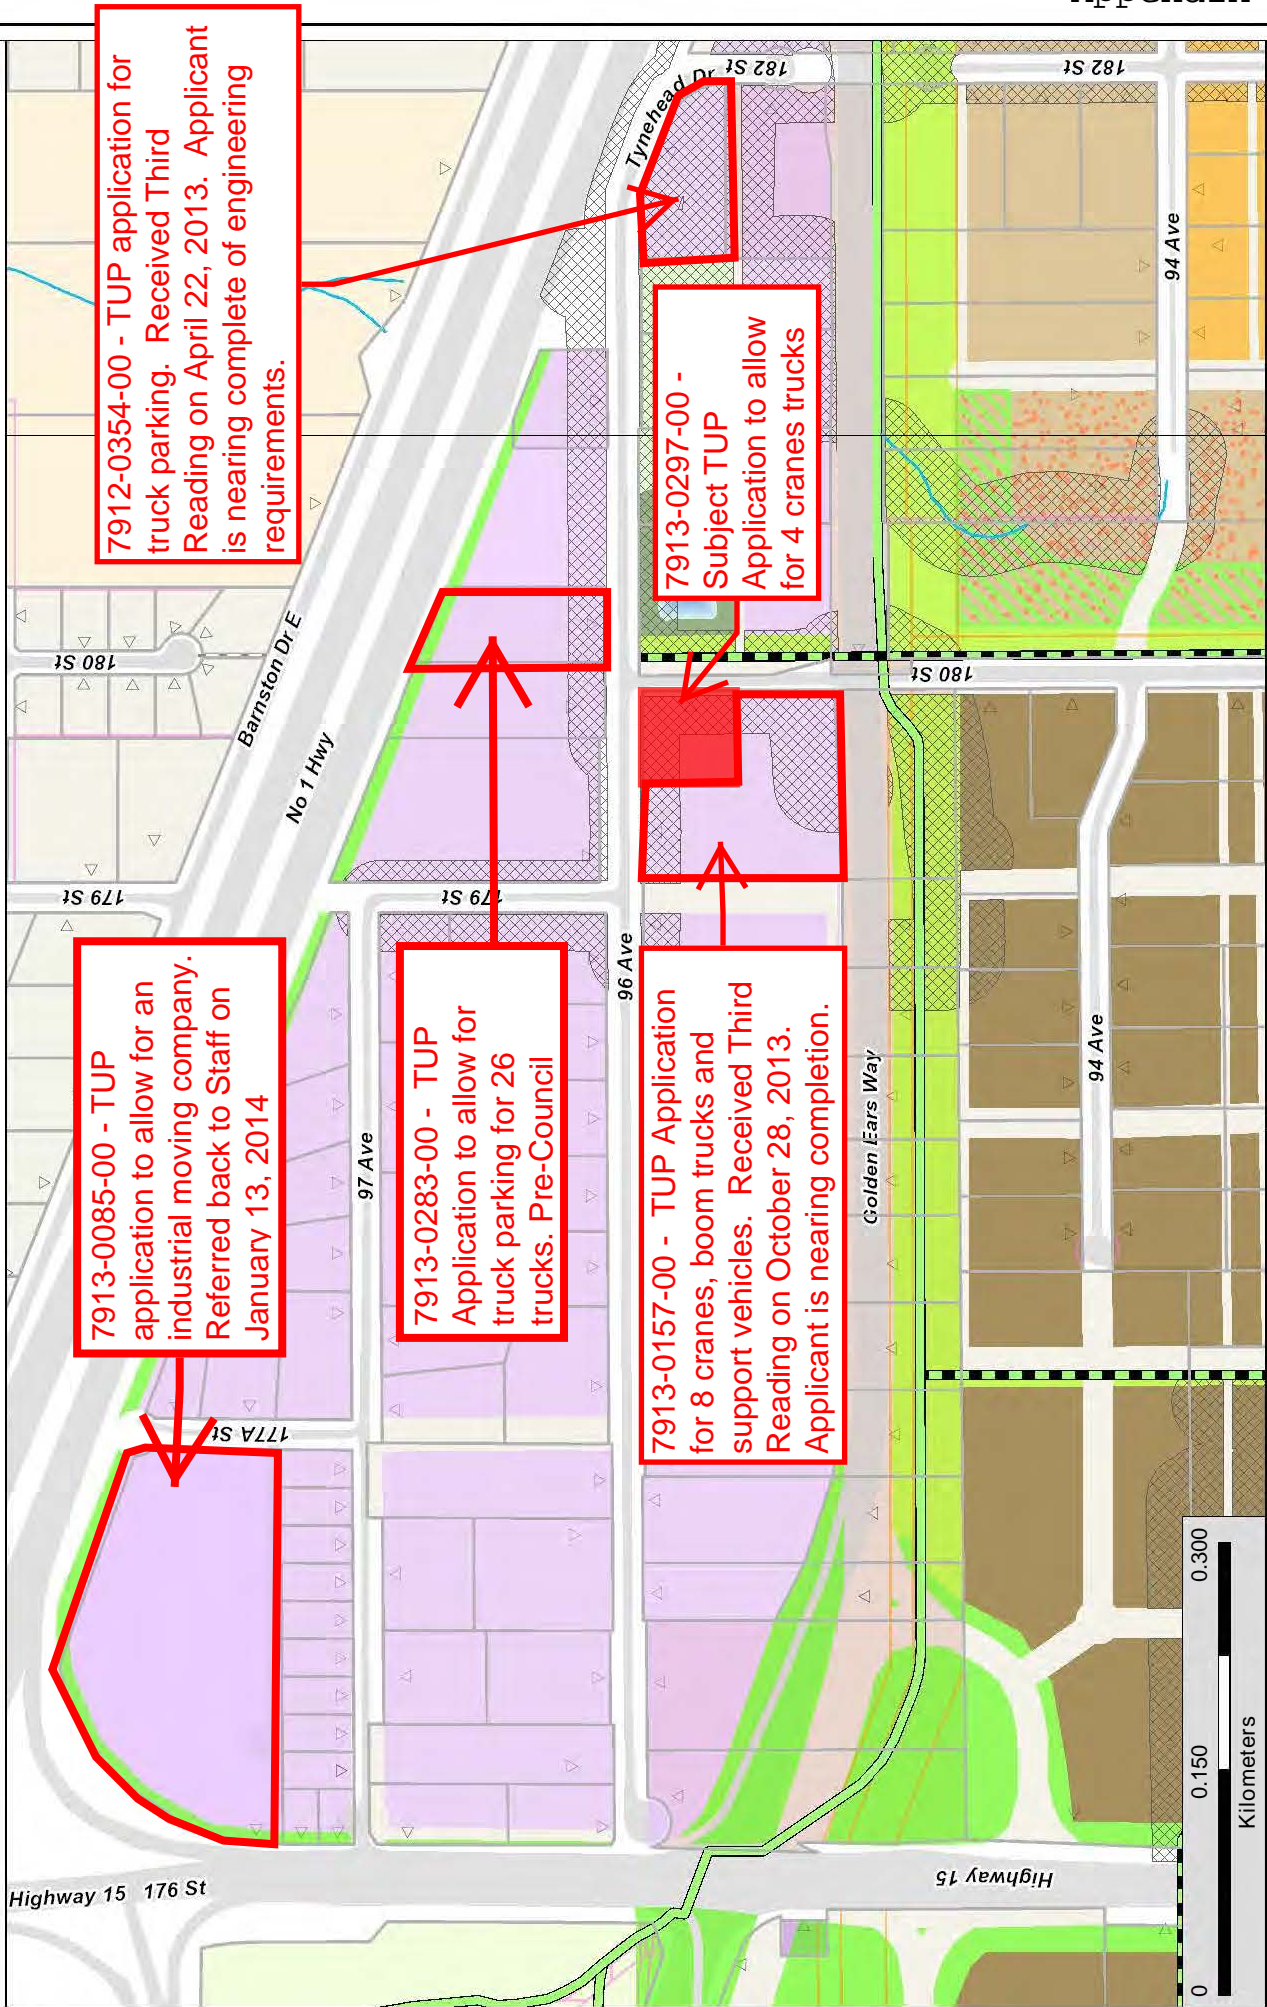 7912-0354-00 - TUP application for
truck parking. Received Third
Reading on April 22, 2013. Applicant
is nearing complete of engineering
requirements.
7913-02297-00 -
Subject TUP
Application to allow
for 4 cranes trucks
7913-0085-00 - TUP
application to allow for an
industrial moving company.
Referred back to Staff on
January 13, 2014
7913-0283-00 - TUP
Application to allow for
truck parking for 26
trucks. Pre-Council
7913-0157-00 - TUP Application
for 8 cranes, boom trucks and
support vehicles. Received Third
Reading on October 28, 2013.
Applicant is nearing completion.
Tynehead Dr
182 St
182 St
94 Ave
180 St
Barnston Dr E
No 1 Hwy
180 St
179 St
179 St
96 Ave
97 Ave
177A St
Golden Ears Way
94 Ave
Highway 15 176 St
Highway 15
0 0.150 0.300
Kilometers